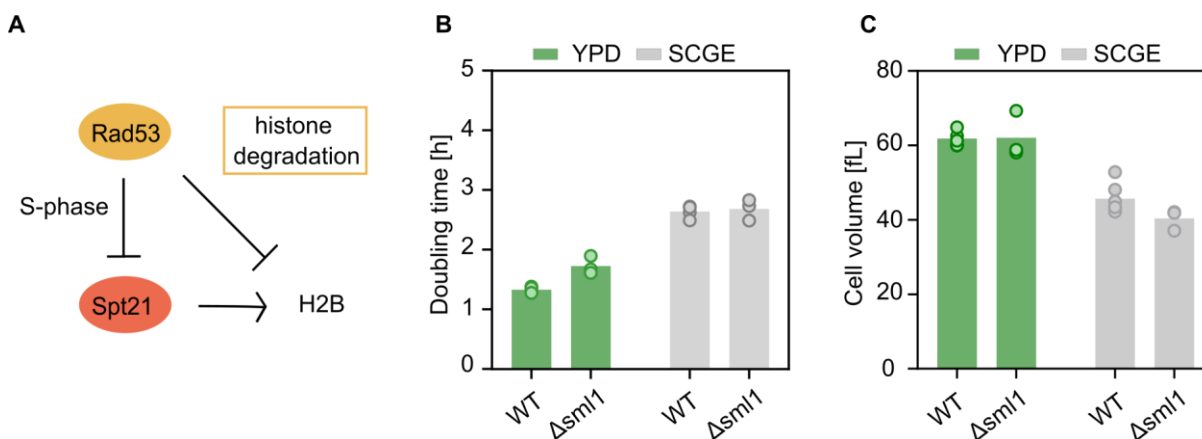 A
Rad53
histone
degradation
S-phase
Spt21
H2B
B
YPD SCGE
Doubling time [h]
5
4
3
2
1
0
WT
Δsml1
WT
Δsml1
C
YPD SCGE
Cell volume [fL]
80
60
40
20
0
WT
Δsml1
WT
Δsml1